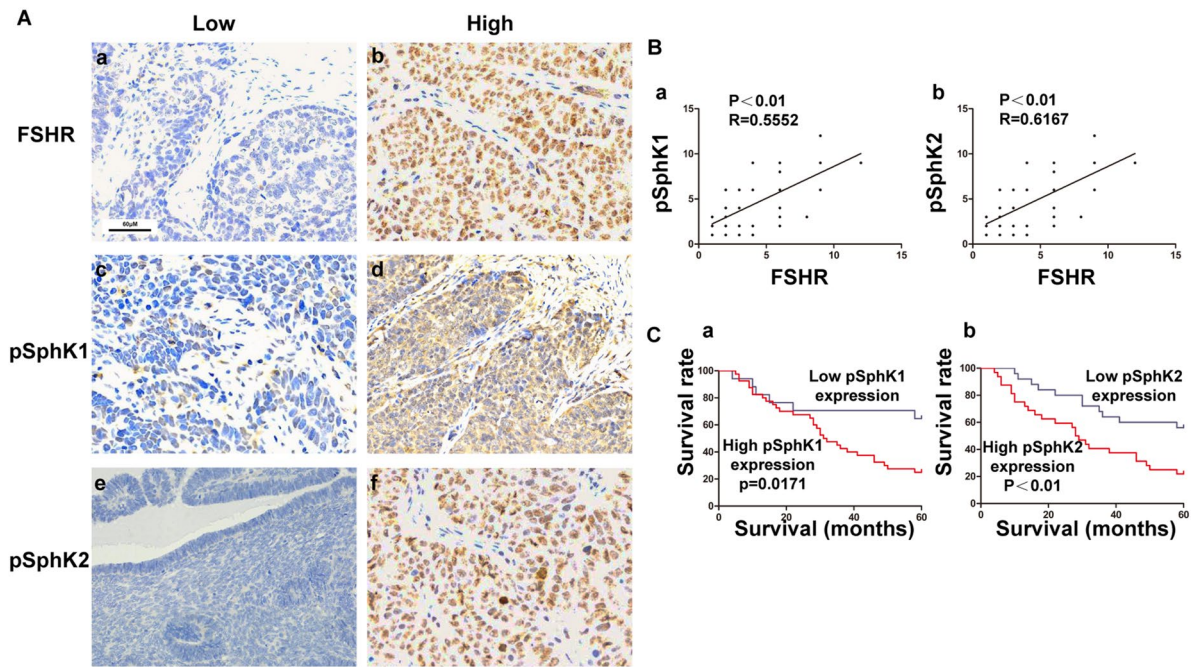 A
Low
High
a
b
FSHR
60μM
c
d
pSphK1
e
f
pSphK2
B
a
P<0.01
R=0.5552
15
10
5
0
0
5
10
15
pSphK1
FSHR
b
P<0.01
R=0.6167
15
10
5
0
0
5
10
15
pSphK2
FSHR
C
a
100
80
60
40
20
0
0
20
40
60
Survival rate
Low pSphK1
expression
High pSphK1
expression
p=0.0171
Survival (months)
b
100
80
60
40
20
0
0
20
40
60
Survival rate
Low pSphK2
expression
High pSphK2
expression
P<0.01
Survival (months)